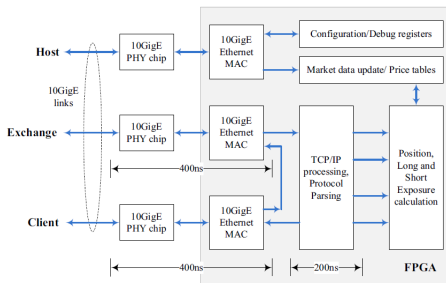 Host
10GigE
PHY chip
10GigE
Ethernet
MAC
Configuration/Debug registers
Market data update/ Price tables
10GigE
links
Exchange
10GigE
PHY chip
10GigE
Ethernet
MAC
400ns
TCP/IP
processing,
Protocol
Parsing
Position,
Long and
Short
Exposure
calculation
Client
10GigE
PHY chip
10GigE
Ethernet
MAC
400ns
200ns
FPGA